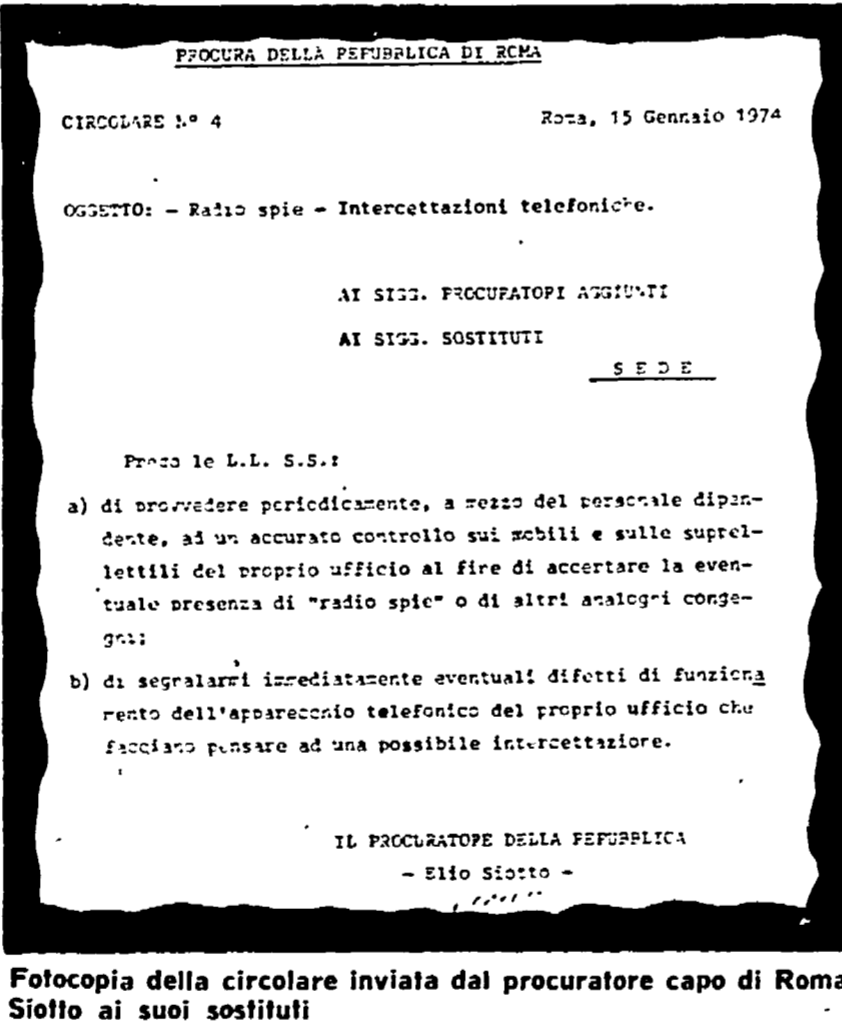 PROCURA DELLA REPUBBLICA DI ROMA
CIRCOLARE N° 4
Roma, 15 Gennaio 1974
OGGETTO: - Radio spie - Intercettazioni telefoniche.
AI SIGG. PROCURATORI AGGIUNTI
AI SIGG. SOSTITUTI
S E D E
Prego le L.L. S.S.:
a) di provvedere periodicamente, a mezzo del personale dipen-
dente, ad un accurato controllo sui mobili e sulle suppel-
lettili del proprio ufficio al fine di accertare la even-
tuale presenza di "radio spie" o di altri analoghi conge-
gni;
b) di segnalarmi immediatamente eventuali difetti di funziona
mento dell'apparecchio telefonico del proprio ufficio che
facciano pensare ad una possibile intercettazione.
IL PROCURATORE DELLA REPUBBLICA
- Elio Siotto -
Fotocopia della circolare inviata dal procuratore capo di Roma
Siotto ai suoi sostituti